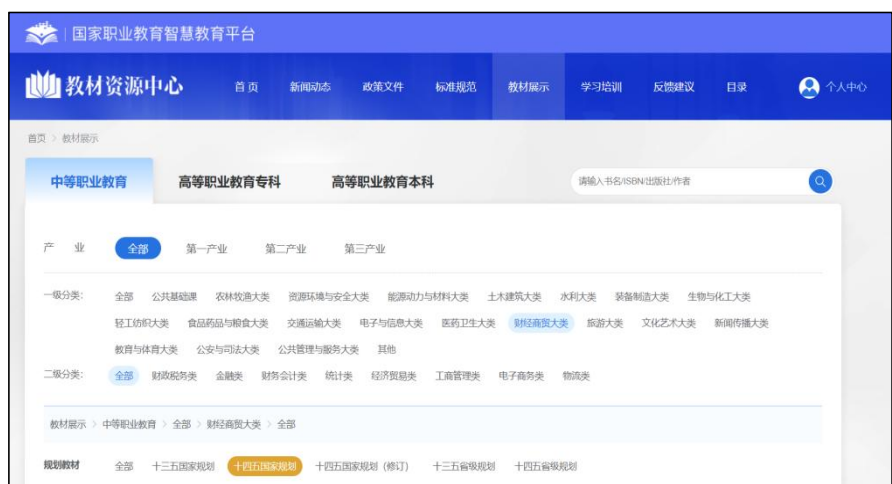 国家职业教育智慧教育平台
教材资源中心 首页 新闻动态 政策文件 标准规范 教材展示 学习培训 反馈建议 目录 个人中心
首页 > 教材展示
中等职业教育 高等职业教育专科 高等职业教育本科 请输入书名/ISBN/出版社/作者
产 业 全部 第一产业 第二产业 第三产业
一级分类: 全部 公共基础课 农林牧渔大类 资源环境与安全大类 能源动力与材料大类 土木建筑大类 水利大类 装备制造大类 生物与化工大类
轻工纺织大类 食品药品与粮食大类 交通运输大类 电子与信息大类 医药卫生大类 财经商贸大类 旅游大类 文化艺术大类 新闻传播大类
教育与体育大类 公安与司法大类 公共管理与服务大类 其他
二级分类: 全部 财政税务类 金融类 财务会计类 统计类 经济贸易类 工商管理类 电子商务类 物流类
教材展示 > 中等职业教育 > 全部 > 财经商贸大类 > 全部
规划教材 全部 十三五国家规划 十四五国家规划 十四五国家规划 (修订) 十三五省级规划 十四五省级规划